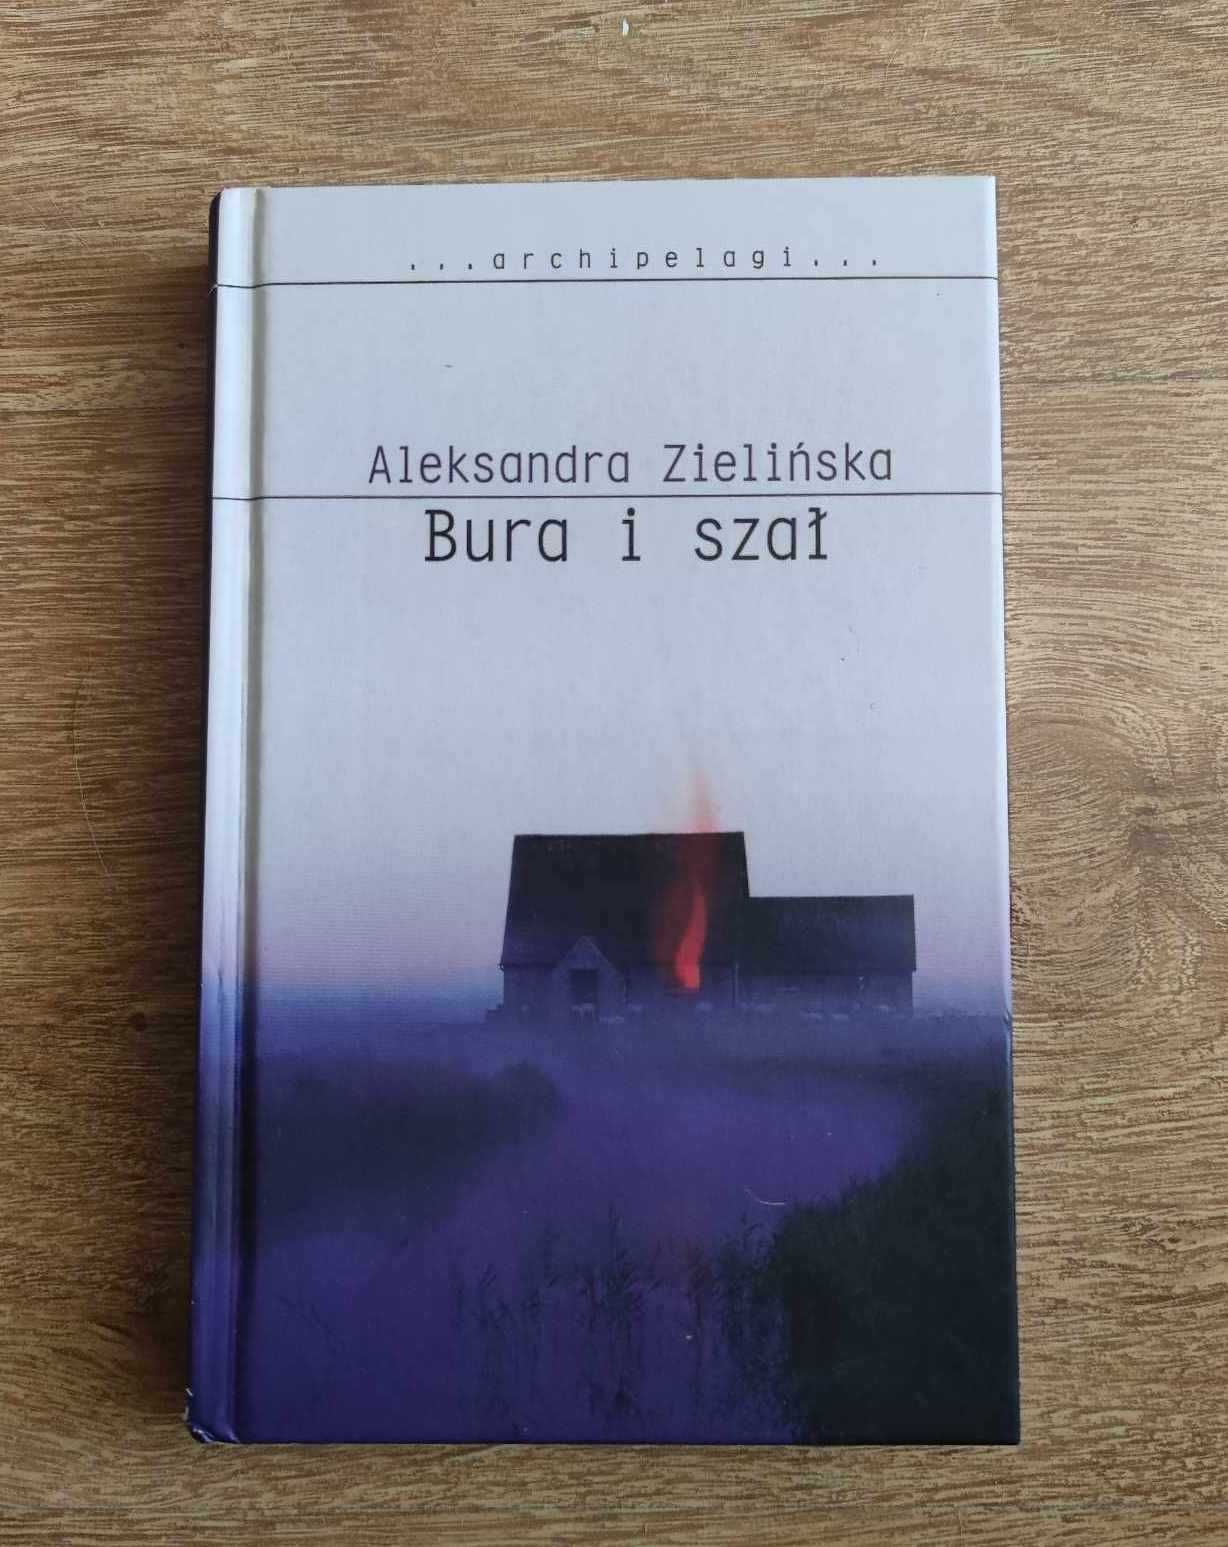 ...archipelagi...
Aleksandra Zielińska
Bura i szał